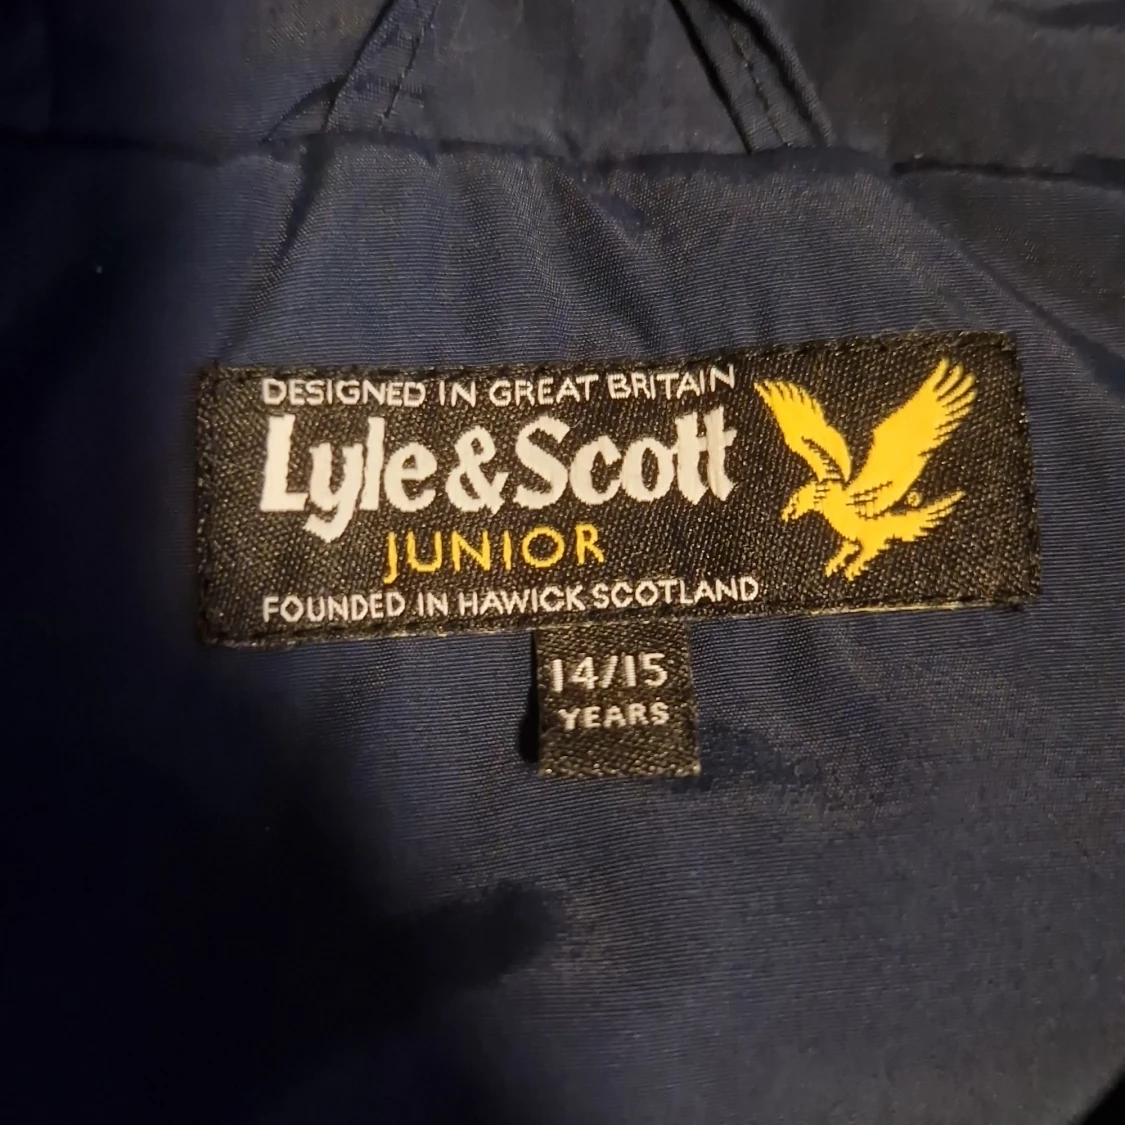 DESIGNED IN GREAT BRITAIN
Lyle&Scott
JUNIOR
FOUNDED IN HAWICK SCOTLAND
14/15
YEARS